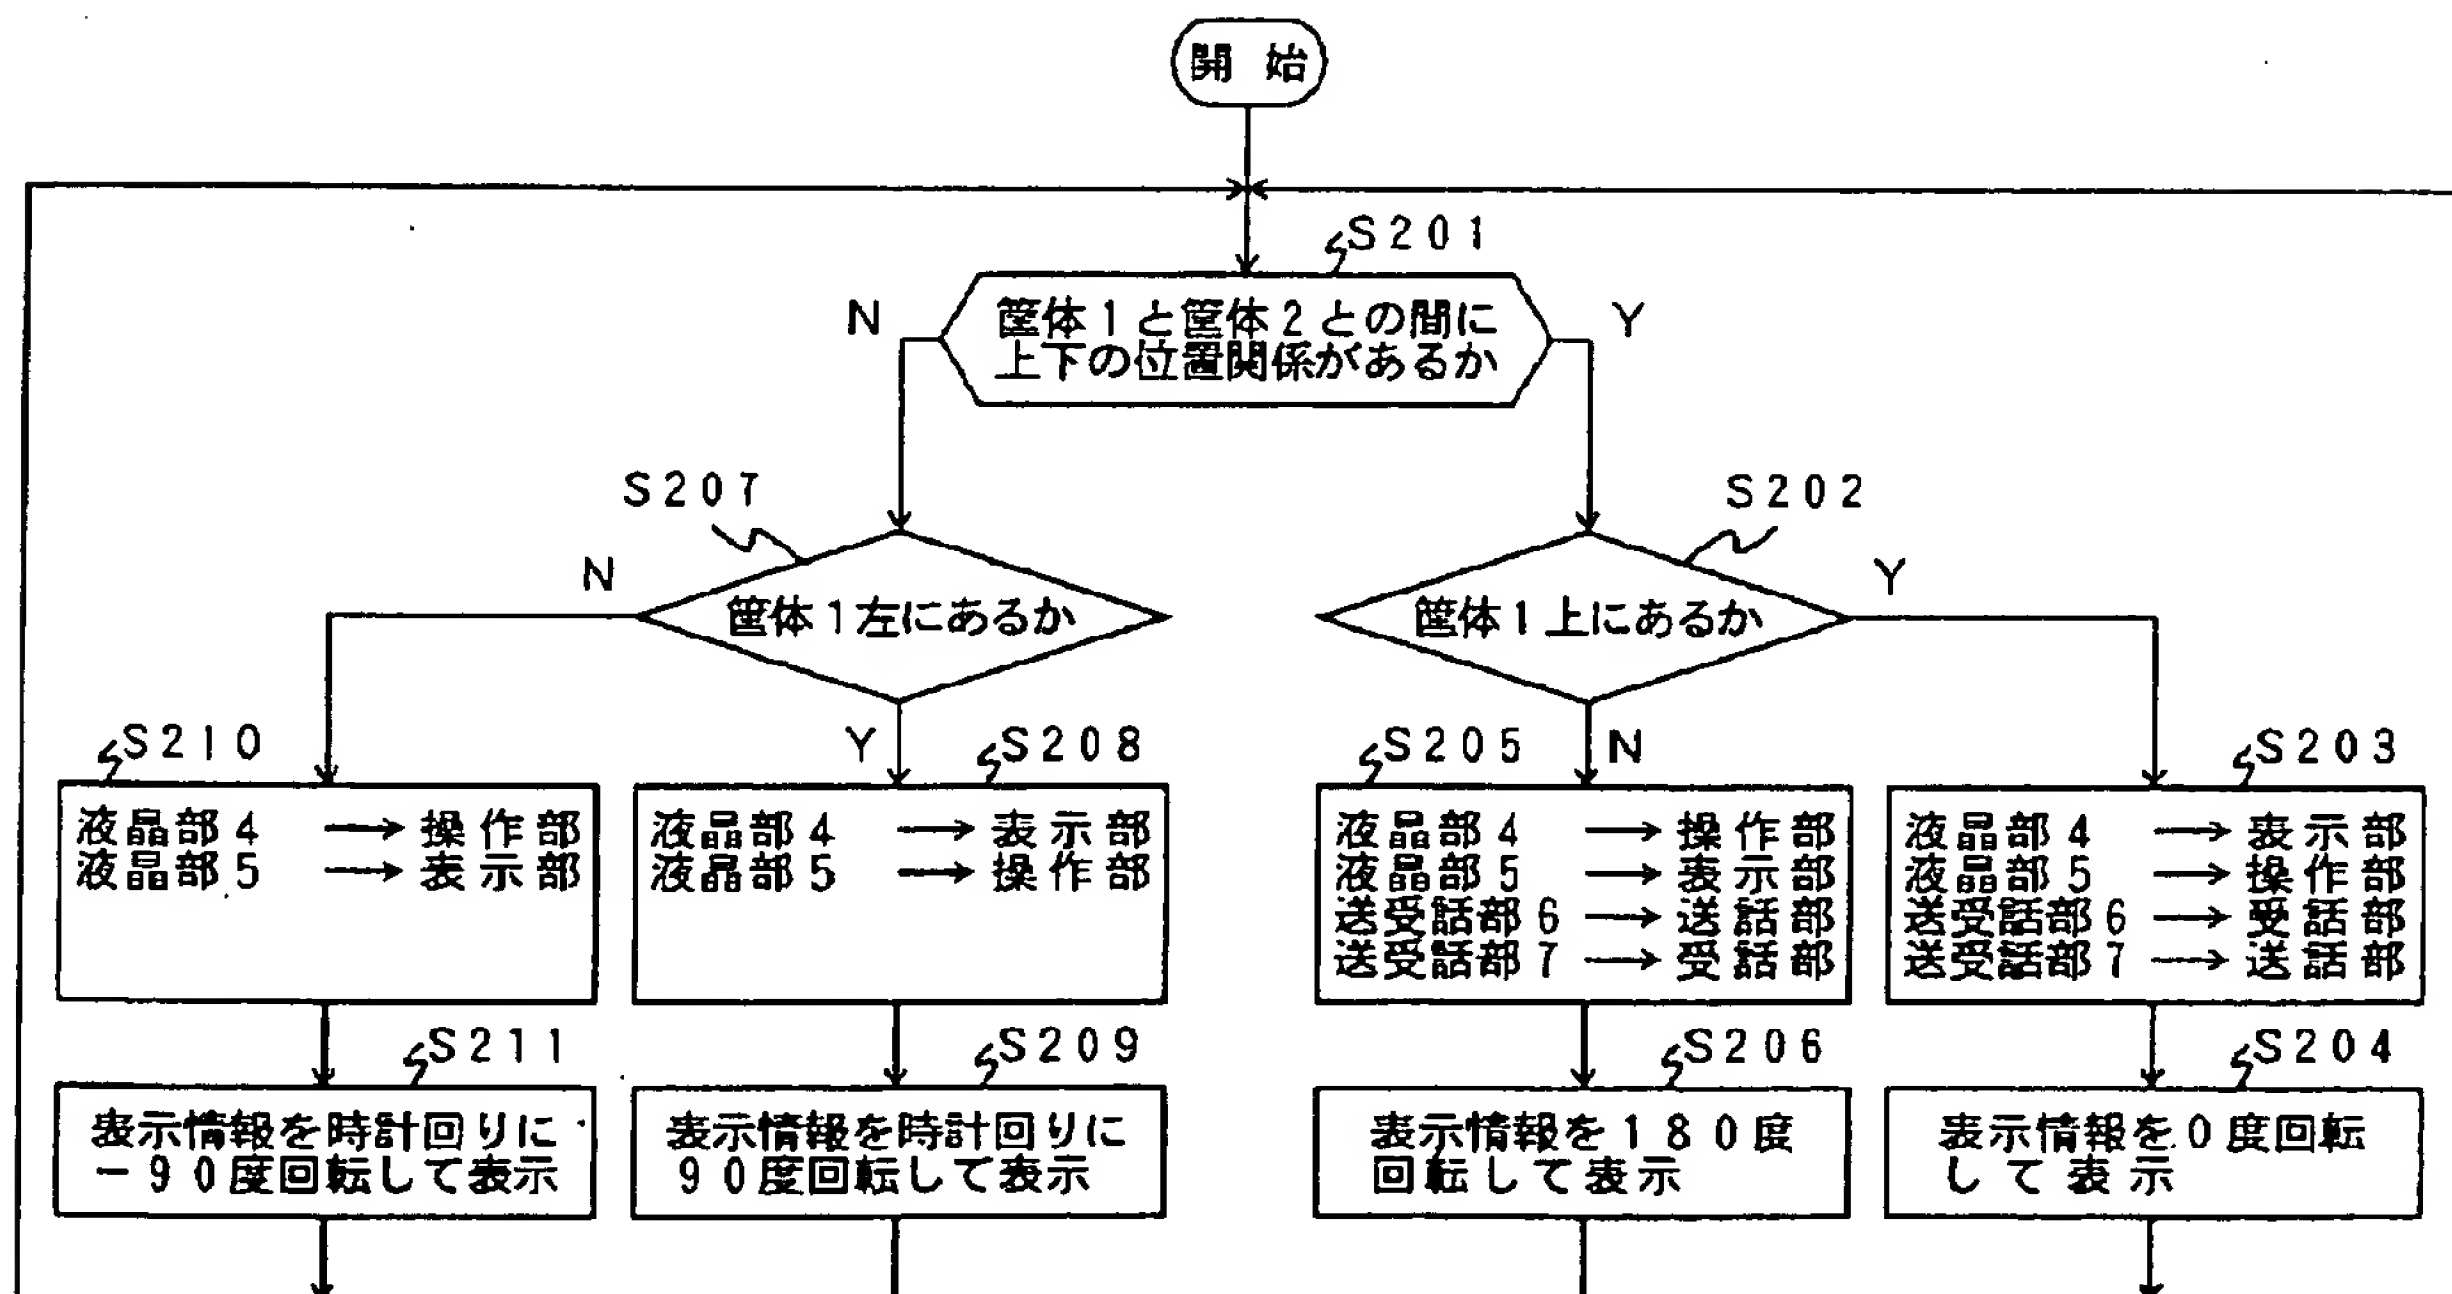 開始
S201
N
筐体1と筐体2との間に
上下の位置関係があるか
Y
S207
S202
N
筐体1左にあるか
筐体1上にあるか
Y
S210
Y
S208
S205
N
S203
液晶部4 → 操作部
液晶部5 → 表示部
液晶部4 → 表示部
液晶部5 → 操作部
液晶部4 → 操作部
液晶部5 → 表示部
送受話部6 → 送話部
送受話部7 → 受話部
液晶部4 → 表示部
液晶部5 → 操作部
送受話部6 → 受話部
送受話部7 → 送話部
S211
S209
S206
S204
表示情報を時計回りに
-90度回転して表示
表示情報を時計回りに
90度回転して表示
表示情報を180度
回転して表示
表示情報を0度回転
して表示